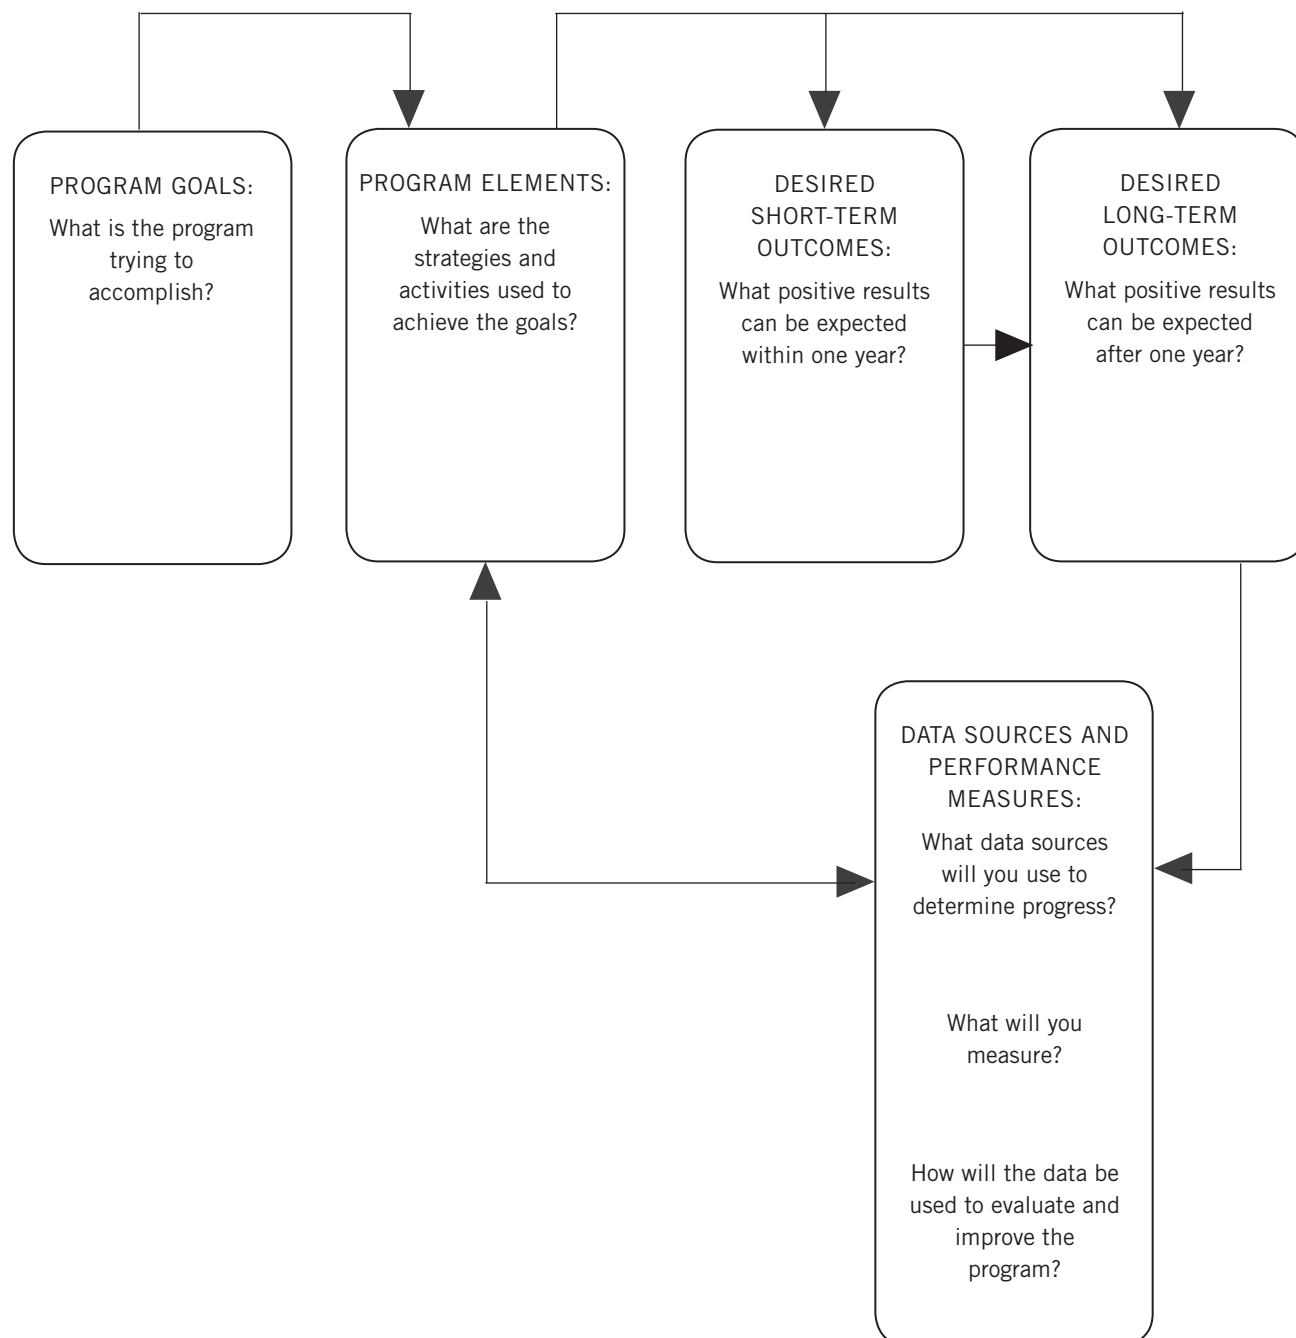 PROGRAM GOALS:
What is the program
trying to
accomplish?
PROGRAM ELEMENTS:
What are the
strategies and
activities used to
achieve the goals?
DESIRED
SHORT-TERM
OUTCOMES:
What positive results
can be expected
within one year?
DESIRED
LONG-TERM
OUTCOMES:
What positive results
can be expected
after one year?
DATA SOURCES AND
PERFORMANCE
MEASURES:
What data sources
will you use to
determine progress?
What will you
measure?
How will the data be
used to evaluate and
improve the
program?